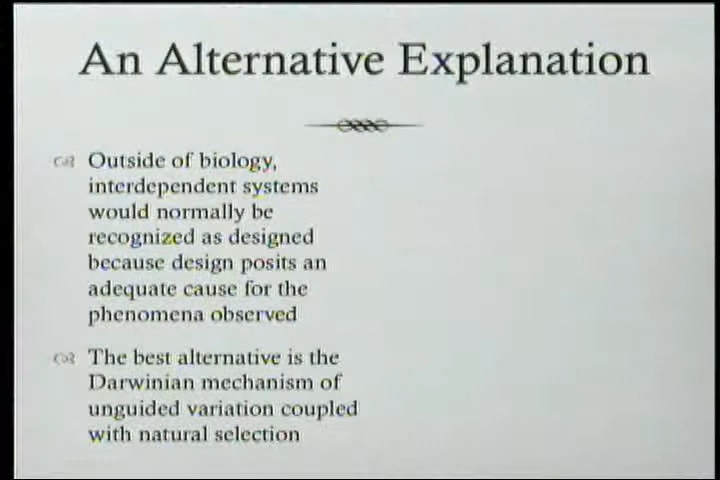 An Alternative Explanation
Outside of biology,
interdependent systems
would normally be
recognized as designed
because design posits an
adequate cause for the
phenomena observed
The best alternative is the
Darwinian mechanism of
unguided variation coupled
with natural selection